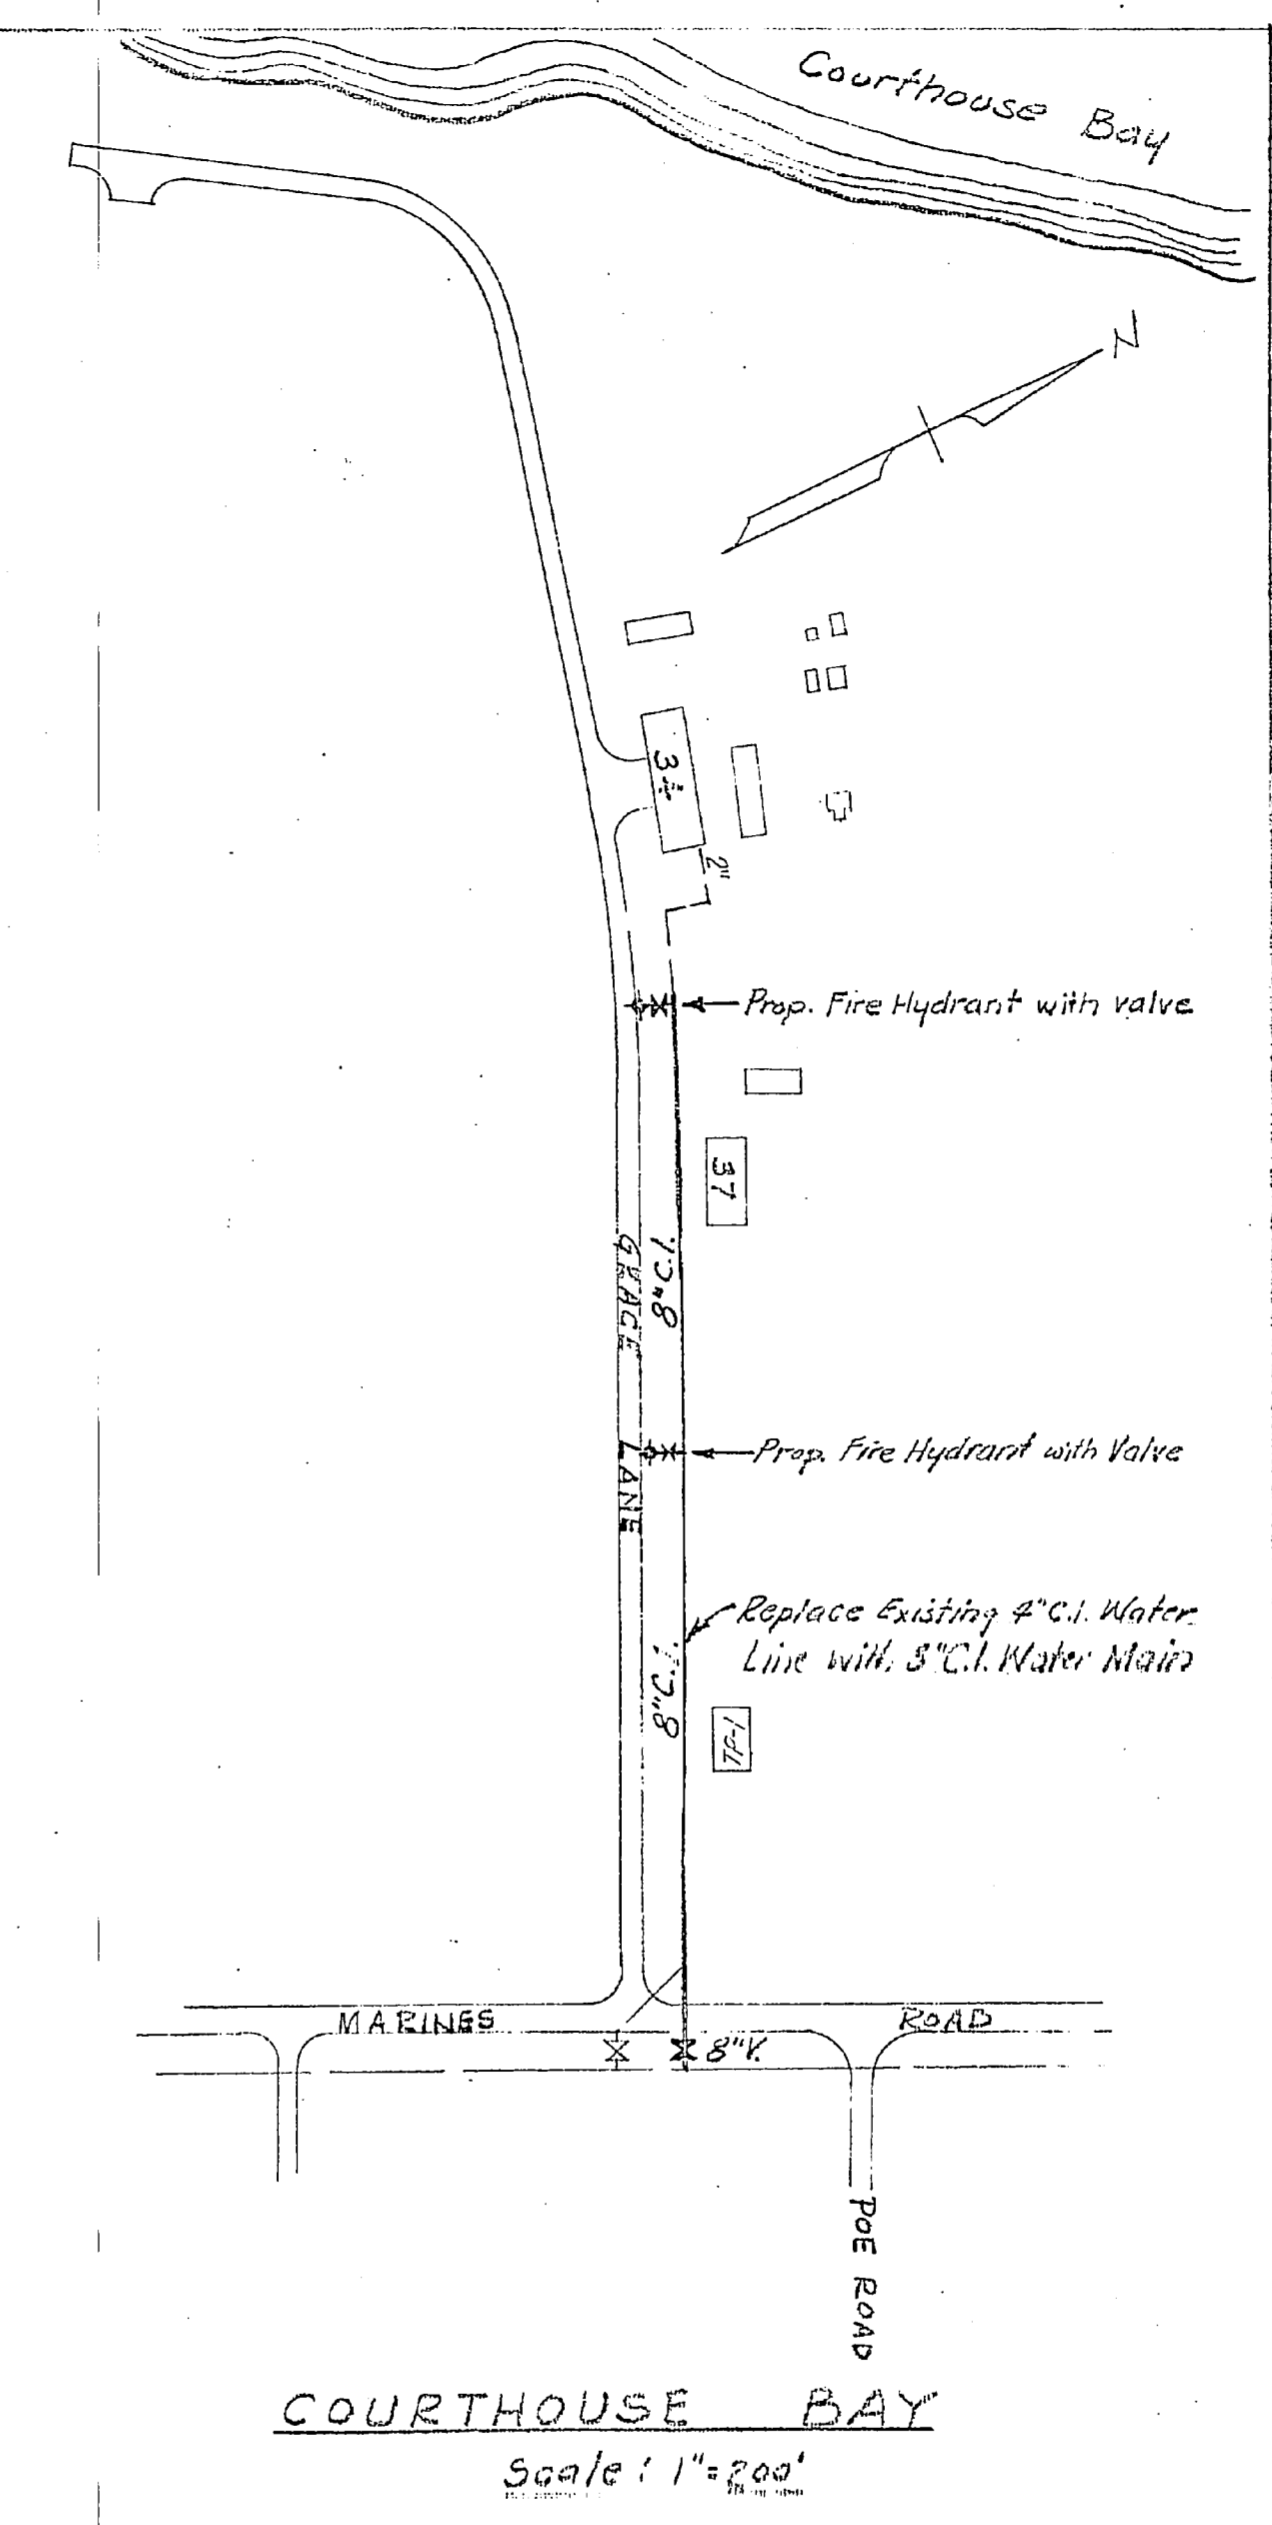 Courthouse Bay
N
2"
Prop. Fire Hydrant with valve
37
8"C.I.
GRACE LANE
Prop. Fire Hydrant with Valve
Replace Existing 4"C.I. Water
Line with 8"C.I. Water Main
8"C.I.
TP-1
MARINES ROAD
8"V.
POE ROAD
COURTHOUSE BAY
Scale: 1"=200'